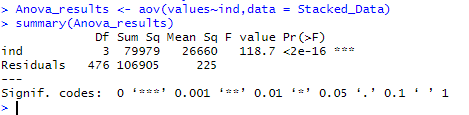 > Anova_results <- aov(values~ind,data = Stacked_Data)
> summary(Anova_results)
             Df Sum Sq Mean Sq F value Pr(>F)
ind           3  79979   26660   118.7 <2e-16 ***
Residuals   476 106905     225
---
Signif. codes:  0 ‘***’ 0.001 ‘**’ 0.01 ‘*’ 0.05 ‘.’ 0.1 ‘ ’ 1
>